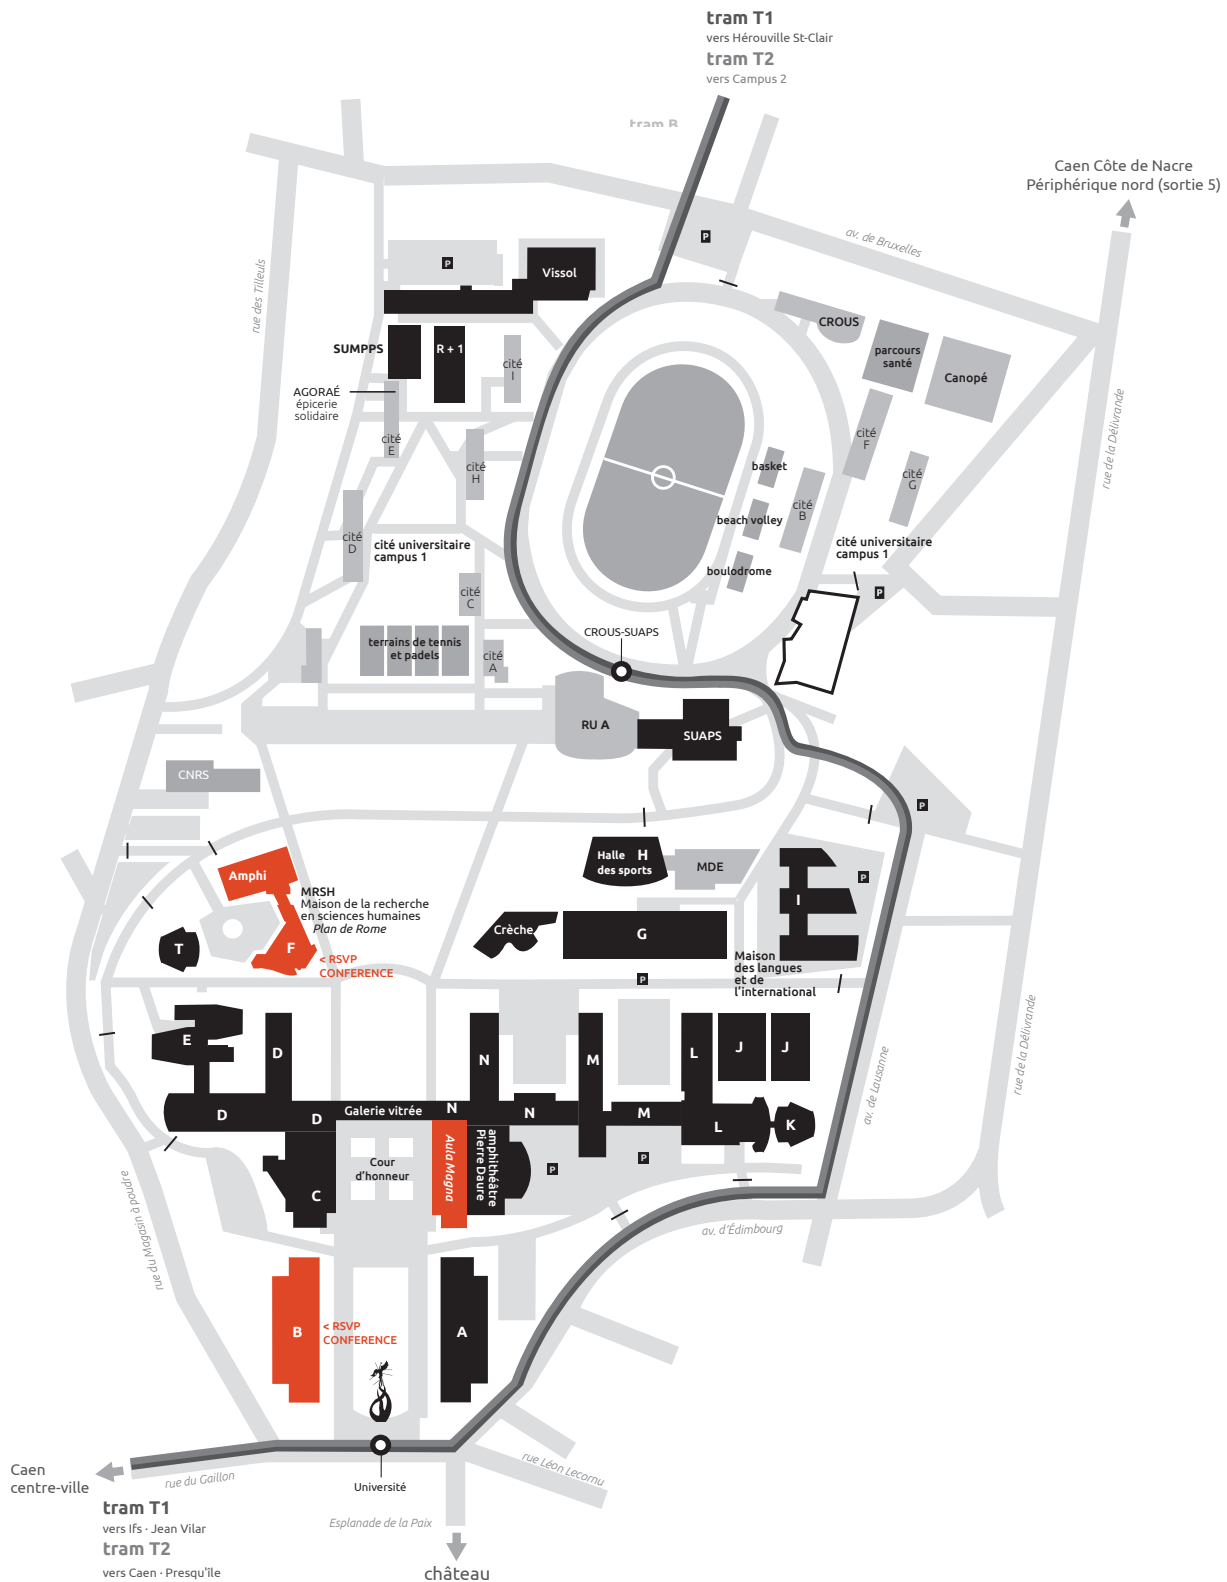 tram T1
vers Hérouville St-Clair
tram T2
vers Campus 2
tram B
Caen Côte de Nacre
Périphérique nord (sortie 5)
P
av. de Bruxelles
rue des Tilleuls
P
Vissol
CROUS
SUMPPS
R + 1
cité
I
parcours
santé
Canopé
AGORAÉ
épicerie
solidaire
rue de la Délivrande
cité
E
cité
F
cité
H
basket
cité
G
cité
B
beach volley
cité
D
cité universitaire
campus 1
cité universitaire
campus 1
boulodrome
cité
C
P
CROUS-SUAPS
terrains de tennis
et padels
cité
A
RU A
SUAPS
CNRS
P
Halle H
des sports
MDE
Amphi
P
MRSH
Maison de la recherche
en sciences humaines
Plan de Rome
I
T
F
Crèche
G
< RSVP
CONFERENCE
Maison
des langues
et de
l'international
P
rue de la Délivrande
E
D
N
M
L
J
J
av. de Lausanne
D
D
Galerie vitrée
N
N
M
L
K
Aula Magna
amphithéâtre
Pierre Daure
Cour
d'honneur
P
P
C
rue du Magasin à poudre
av. d'Édimbourg
B
< RSVP
CONFERENCE
A
Caen
centre-ville
rue du Gaillon
Université
rue Léon Lecornu
tram T1
vers Ifs · Jean Vilar
tram T2
vers Caen · Presqu'île
Esplanade de la Paix
château